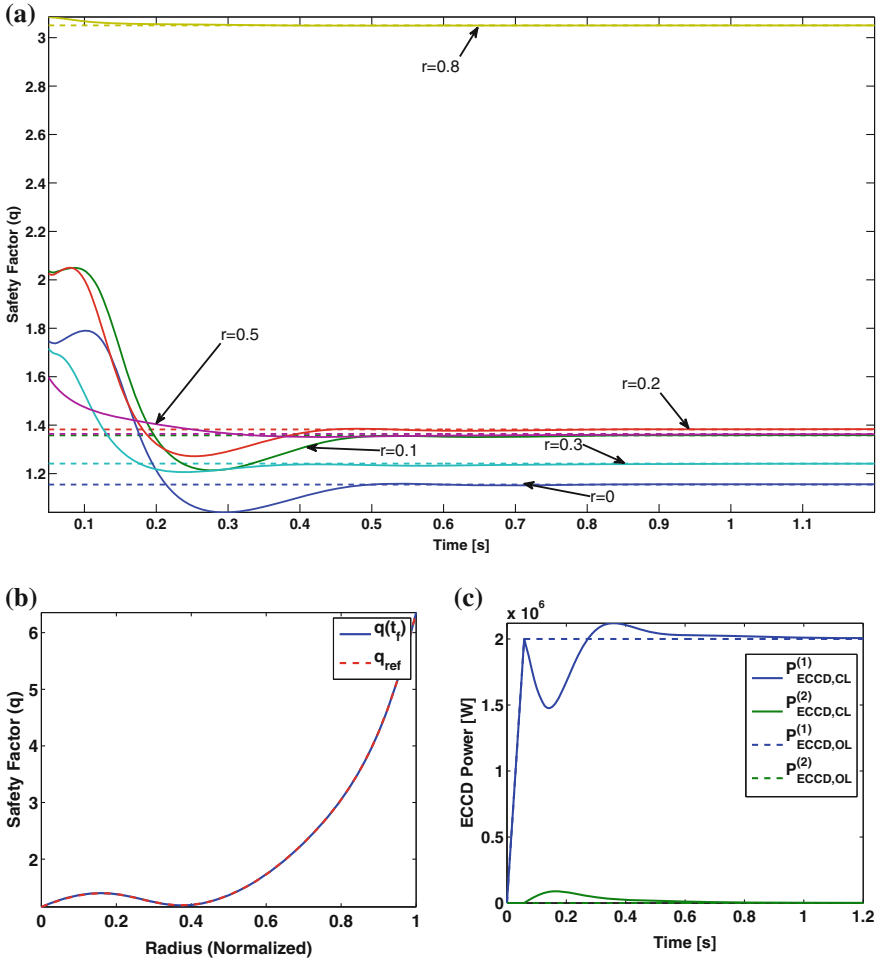 (a)
3
2.8
2.6
2.4
2.2
2
1.8
1.6
1.4
1.2
Safety Factor (q)
r=0.8
r=0.5
r=0.2
r=0.1
r=0.3
r=0
0.1 0.2 0.3 0.4 0.5 0.6 0.7 0.8 0.9 1 1.1
Time [s]
(b)
6
5
4
3
2
Safety Factor (q)
q(t_f)
q_ref
0 0.2 0.4 0.6 0.8 1
Radius (Normalized)
(c)
x 10^6
2
1.5
1
0.5
0
ECCD Power [W]
P^(1)_ECCD,CL
P^(2)_ECCD,CL
P^(1)_ECCD,OL
P^(2)_ECCD,OL
0 0.2 0.4 0.6 0.8 1 1.2
Time [s]